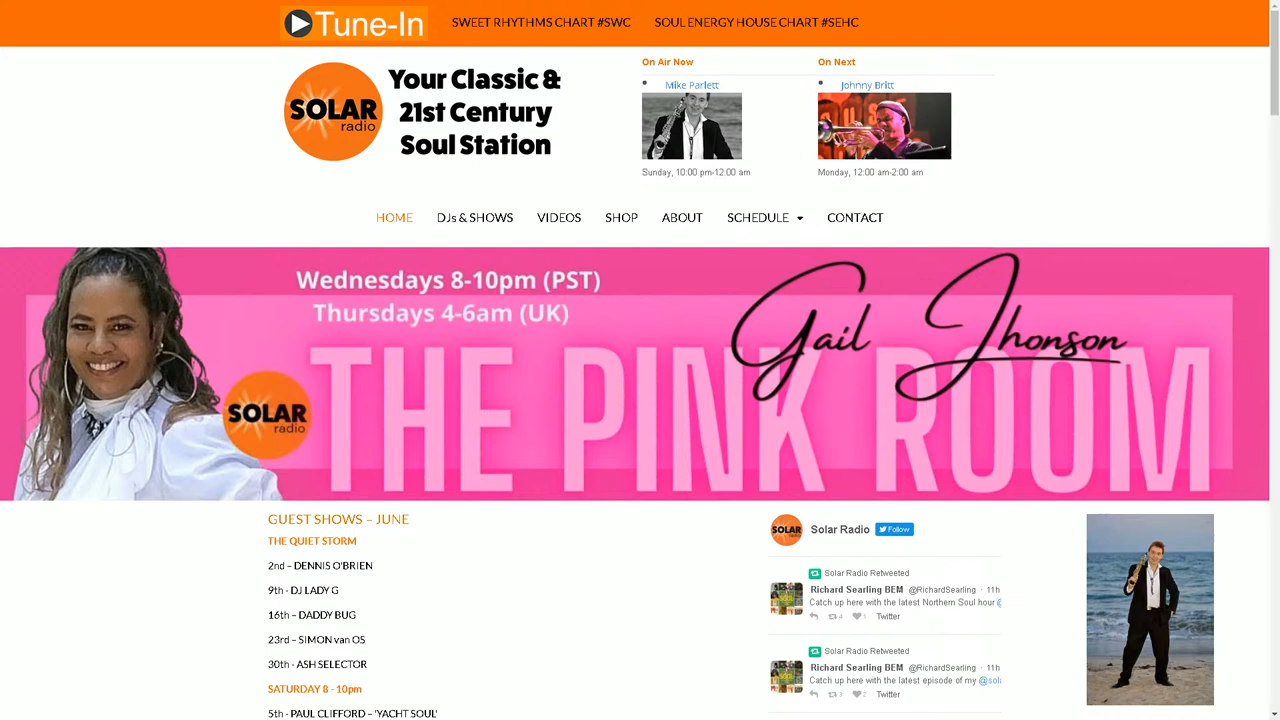 Tune-In
SWEET RHYTHMS CHART #SWC
SOUL ENERGY HOUSE CHART #SEHC
SOLAR
radio
Your Classic &
21st Century
Soul Station
On Air Now
Mike Parlett
Sunday, 10:00 pm-12:00 am
On Next
Johnny Britt
Monday, 12:00 am-2:00 am
HOME
DJs & SHOWS
VIDEOS
SHOP
ABOUT
SCHEDULE
CONTACT
Wednesdays 8-10pm (PST)
Thursdays 4-6am (UK)
Gail Jhonson
THE PINK ROOM
SOLAR
radio
GUEST SHOWS – JUNE
THE QUIET STORM
2nd – DENNIS O'BRIEN
9th - DJ LADY G
16th – DADDY BUG
23rd – SIMON van OS
30th - ASH SELECTOR
SATURDAY 8 - 10pm
5th - PAUL CLIFFORD – 'YACHT SOUL'
SOLAR
radio
Solar Radio
Follow
Solar Radio Retweeted
Richard Searling BEM @RichardSearling · 11h
Catch up here with the latest Northern Soul hour @
4 1 Twitter
Solar Radio Retweeted
Richard Searling BEM @RichardSearling · 11h
Catch up here with the latest episode of my @sola
3 2 Twitter